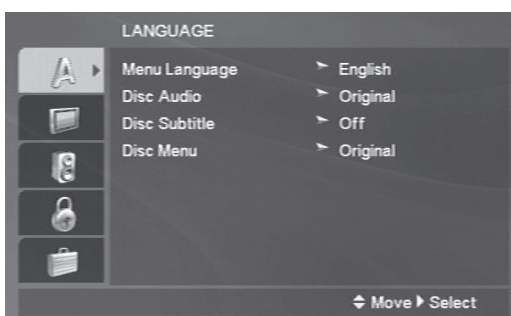 LANGUAGE
A
Menu Language English
Disc Audio Original
Disc Subtitle Off
Disc Menu Original
Move Select